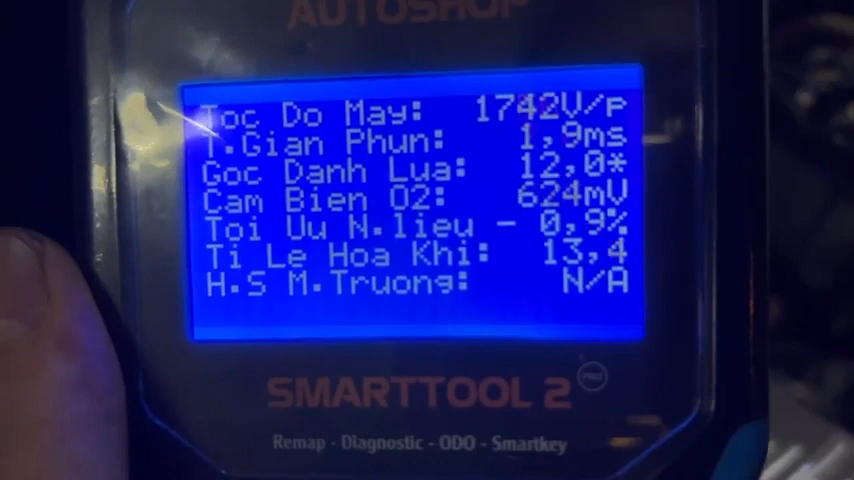 AUTOSHOP
Toc Do May: 1742V/p
T.Gian Phun: 1,9ms
Goc Danh Lua: 12,0*
Cam Bien O2: 624mV
Toi Uu N.lieu - 0,9%
Ti Le Hoa Khi: 13,4
H.S M.Truong: N/A
SMARTTOOL 2 PRO
Remap - Diagnostic - ODO - Smartkey